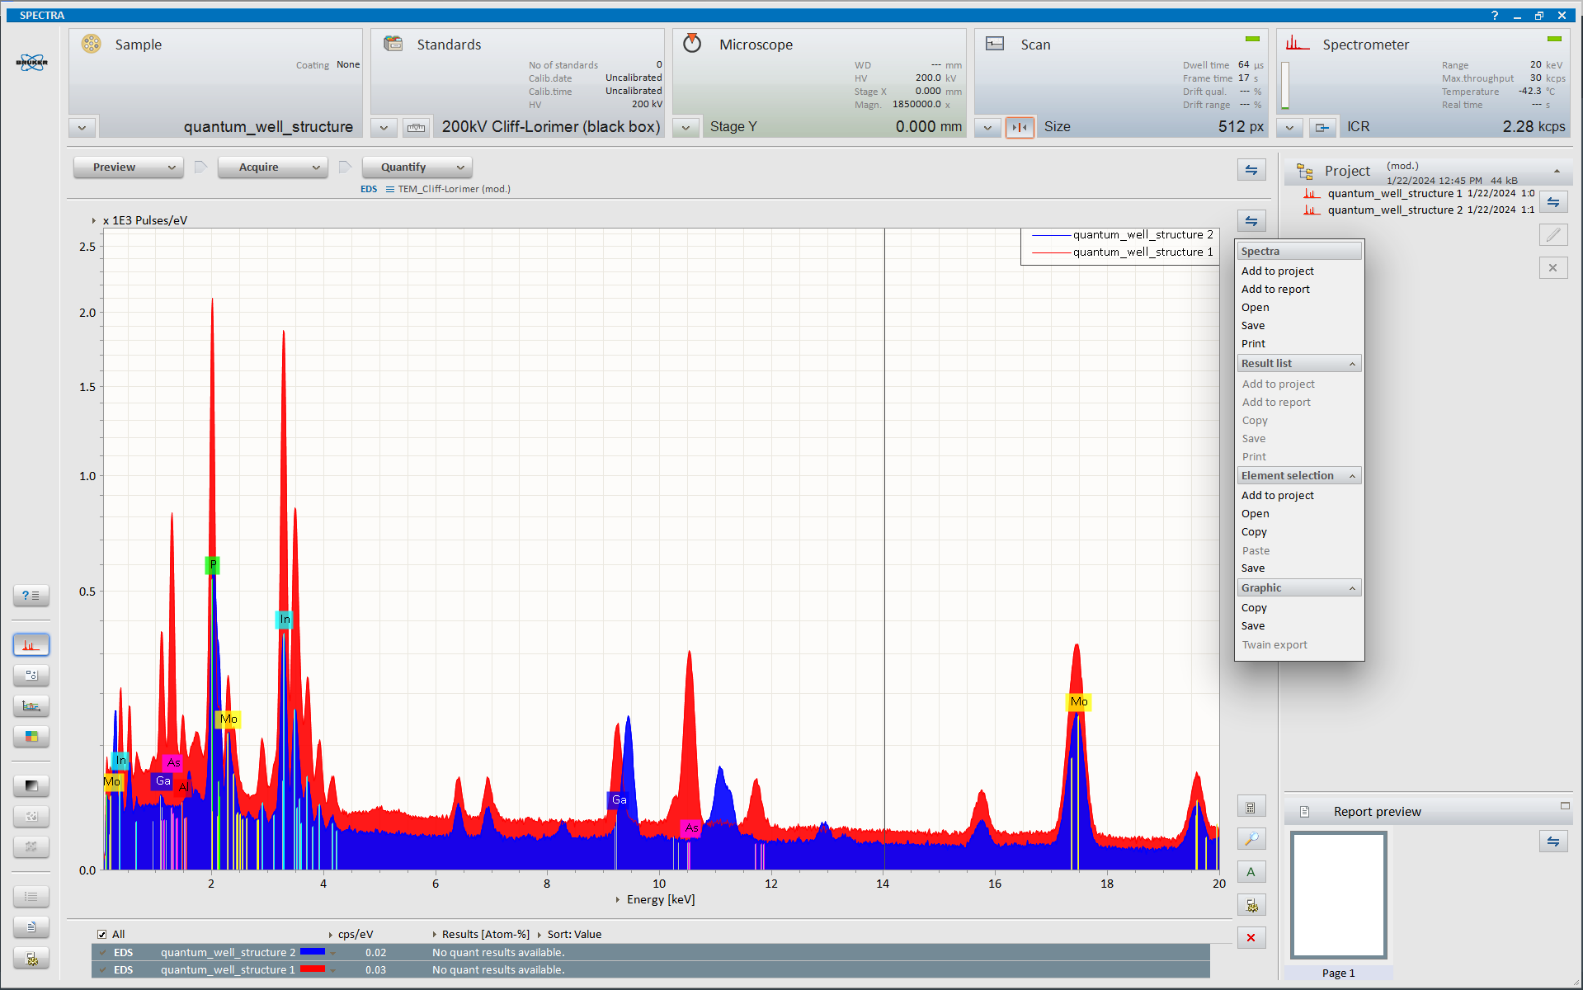 SPECTRA
?
BRUKER
Sample
Coating None
quantum_well_structure
Standards
No of standards 0
Calib.date Uncalibrated
Calib.time Uncalibrated
HV 200 kV
200kV Cliff-Lorimer (black box)
Microscope
WD --- mm
HV 200.0 kV
Stage X 0.000 mm
Magn. 1850000.0 x
Stage Y 0.000 mm
Scan
Dwell time 64 µs
Frame time 17 s
Drift qual. --- %
Drift range --- %
Size 512 px
Spectrometer
Range 20 keV
Max.throughput 30 kcps
Temperature -42.3 °C
Real time --- s
ICR 2.28 kcps
Preview
Acquire
Quantify
EDS TEM_Cliff-Lorimer (mod.)
Project (mod.)
1/22/2024 12:45 PM 44 kB
quantum_well_structure 1 1/22/2024 1:0
quantum_well_structure 2 1/22/2024 1:1
x 1E3 Pulses/eV
quantum_well_structure 2
quantum_well_structure 1
2.5
2.0
1.5
1.0
0.5
0.0
P
In
Mo
In
As
Mo
Ga
Al
Ga
As
Mo
2 4 6 8 10 12 14 16 18 20
Energy [keV]
Spectra
Add to project
Add to report
Open
Save
Print
Result list
Add to project
Add to report
Copy
Save
Print
Element selection
Add to project
Open
Copy
Paste
Save
Graphic
Copy
Save
Twain export
?
A
Report preview
Page 1
All cps/eV Results [Atom-%] Sort: Value
EDS quantum_well_structure 2 0.02 No quant results available.
EDS quantum_well_structure 1 0.03 No quant results available.